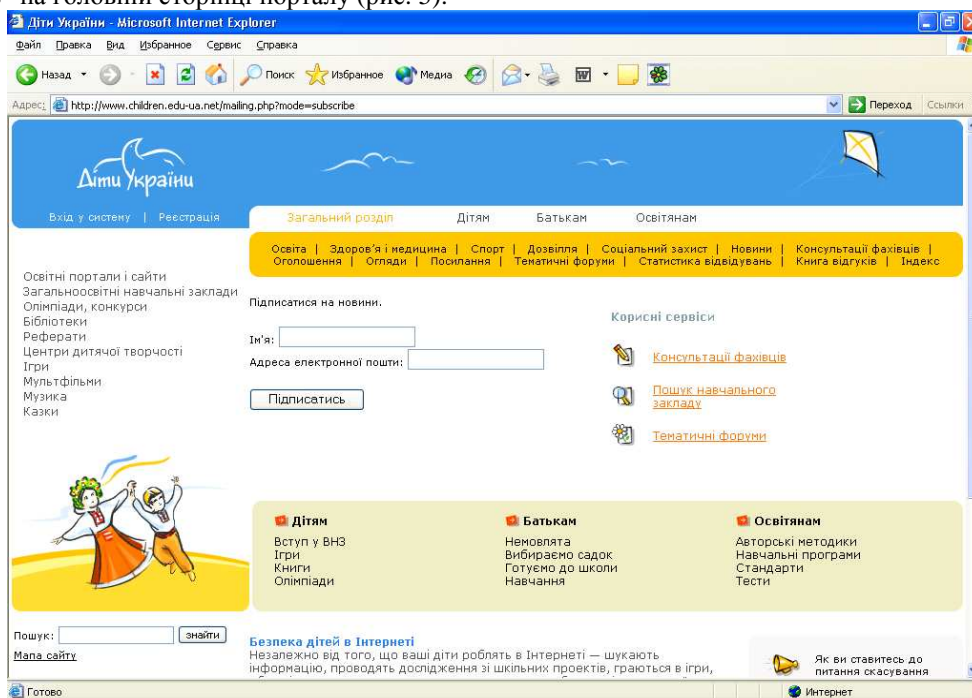 на головній сторінці порталу (рис. 3).
Діти України - Microsoft Internet Explorer
Файл Правка Вид Избранное Сервис Справка
Назад Поиск Избранное Медиа
Адрес: http://www.children.edu-ua.net/mailing.php?mode=subscribe Переход Ссылки
Діти України
Вхід у систему | Реєстрація
Загальний розділ Дітям Батькам Освітянам
Освіта | Здоров'я і медицина | Спорт | Дозвілля | Соціальний захист | Новини | Консультації фахівців |
Оголошення | Огляди | Посилання | Тематичні форуми | Статистика відвідувань | Книга відгуків | Індекс
Освітні портали і сайти
Загальноосвітні навчальні заклади
Олімпіади, конкурси
Бібліотеки
Реферати
Центри дитячої творчості
Ігри
Мультфільми
Музика
Казки
Підписатися на новини.
Ім'я:
Адреса електронної пошти:
Підписатись
Корисні сервіси
Консультації фахівців
Пошук навчального
закладу
Тематичні форуми
Дітям
Вступ у ВНЗ
Ігри
Книги
Олімпіади
Батькам
Немовлята
Вибираємо садок
Готуємо до школи
Навчання
Освітянам
Авторські методики
Навчальні програми
Стандарти
Тести
Пошук: знайти
Мапа сайту
Безпека дітей в Інтернеті
Незалежно від того, що ваші діти роблять в Інтернеті — шукають
інформацію, проводять дослідження зі шкільних проектів, граються в ігри,
Як ви ставитесь до
питання скасування
Готово Интернет